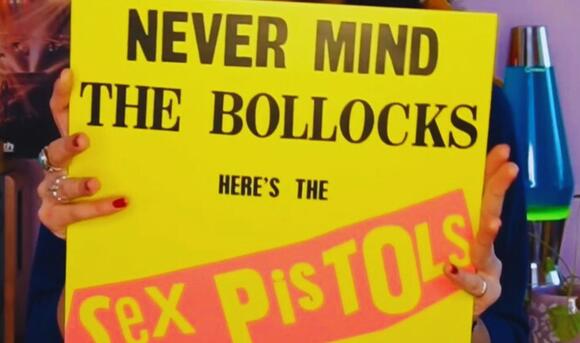 NEVER MIND
THE BOLLOCKS
HERE'S THE
Sex PisTOLs